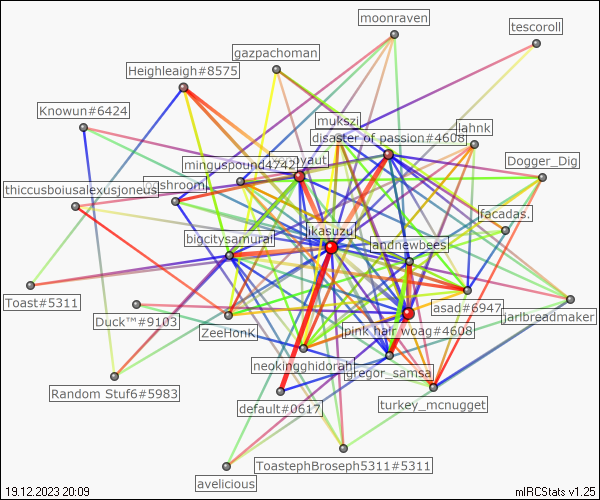 moonraven
tescoroll
gazpachoman
Heighleaigh#8575
Knowun#6424
mukszi
lahnk
disaster of passion#4608
minguspound4742
Dogger_Dig
thiccusboiusalexusjoneus
facadas.
bigcitysamurai
ikasuzu
andnewbees
Toast#5311
asad#6947
jarlbreadmaker
Duck™#9103
ZeeHonK
pink hair woag#4608
neokingghidorah
gregor_samsa
Random Stuf6#5983
default#0617
turkey_mcnugget
ToastephBroseph5311#5311
avelicious
19.12.2023 20:09
mIRCStats v1.25